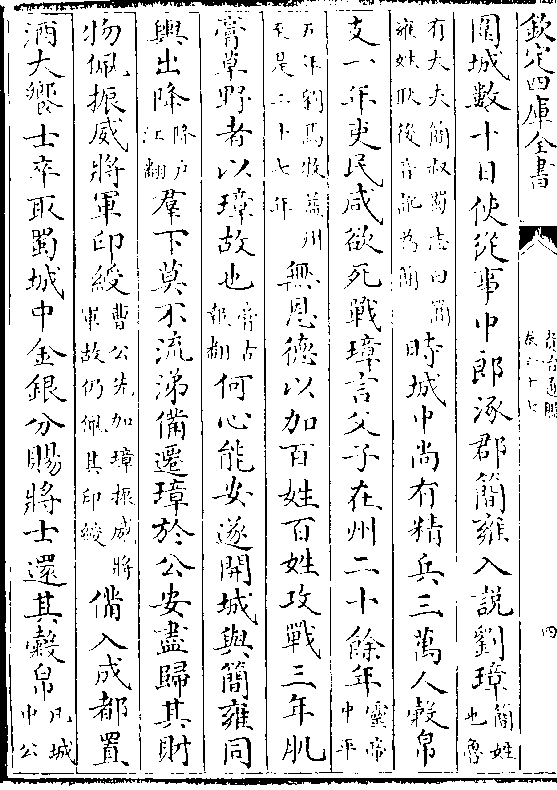 欽定四庫全書
圍城數十日使從事中郎涿郡簡雍入說劉璋簡姓也魯
有大夫簡叔蜀志曰簡雍姓耿後音訛為簡時城中尚有精兵三萬人榖帛
支一年吏民咸欲死戰璋言父子在州二十餘年靈帝中平
五年劉焉牧益州至是二十七年無恩德以加百姓百姓攻戰三年肌
膏草野者以璋故也膏古報翻何心能安遂開城與簡雍同
輿出降降户江翻羣下莫不流涕備遷璋於公安盡歸其財
物佩振威將軍印綬曹公先加璋振威將軍故仍佩其印綬備入成都置
酒大饗士卒取蜀城中金銀分賜將士還其榖帛凡城中公
資治通鑑
卷六十七
四